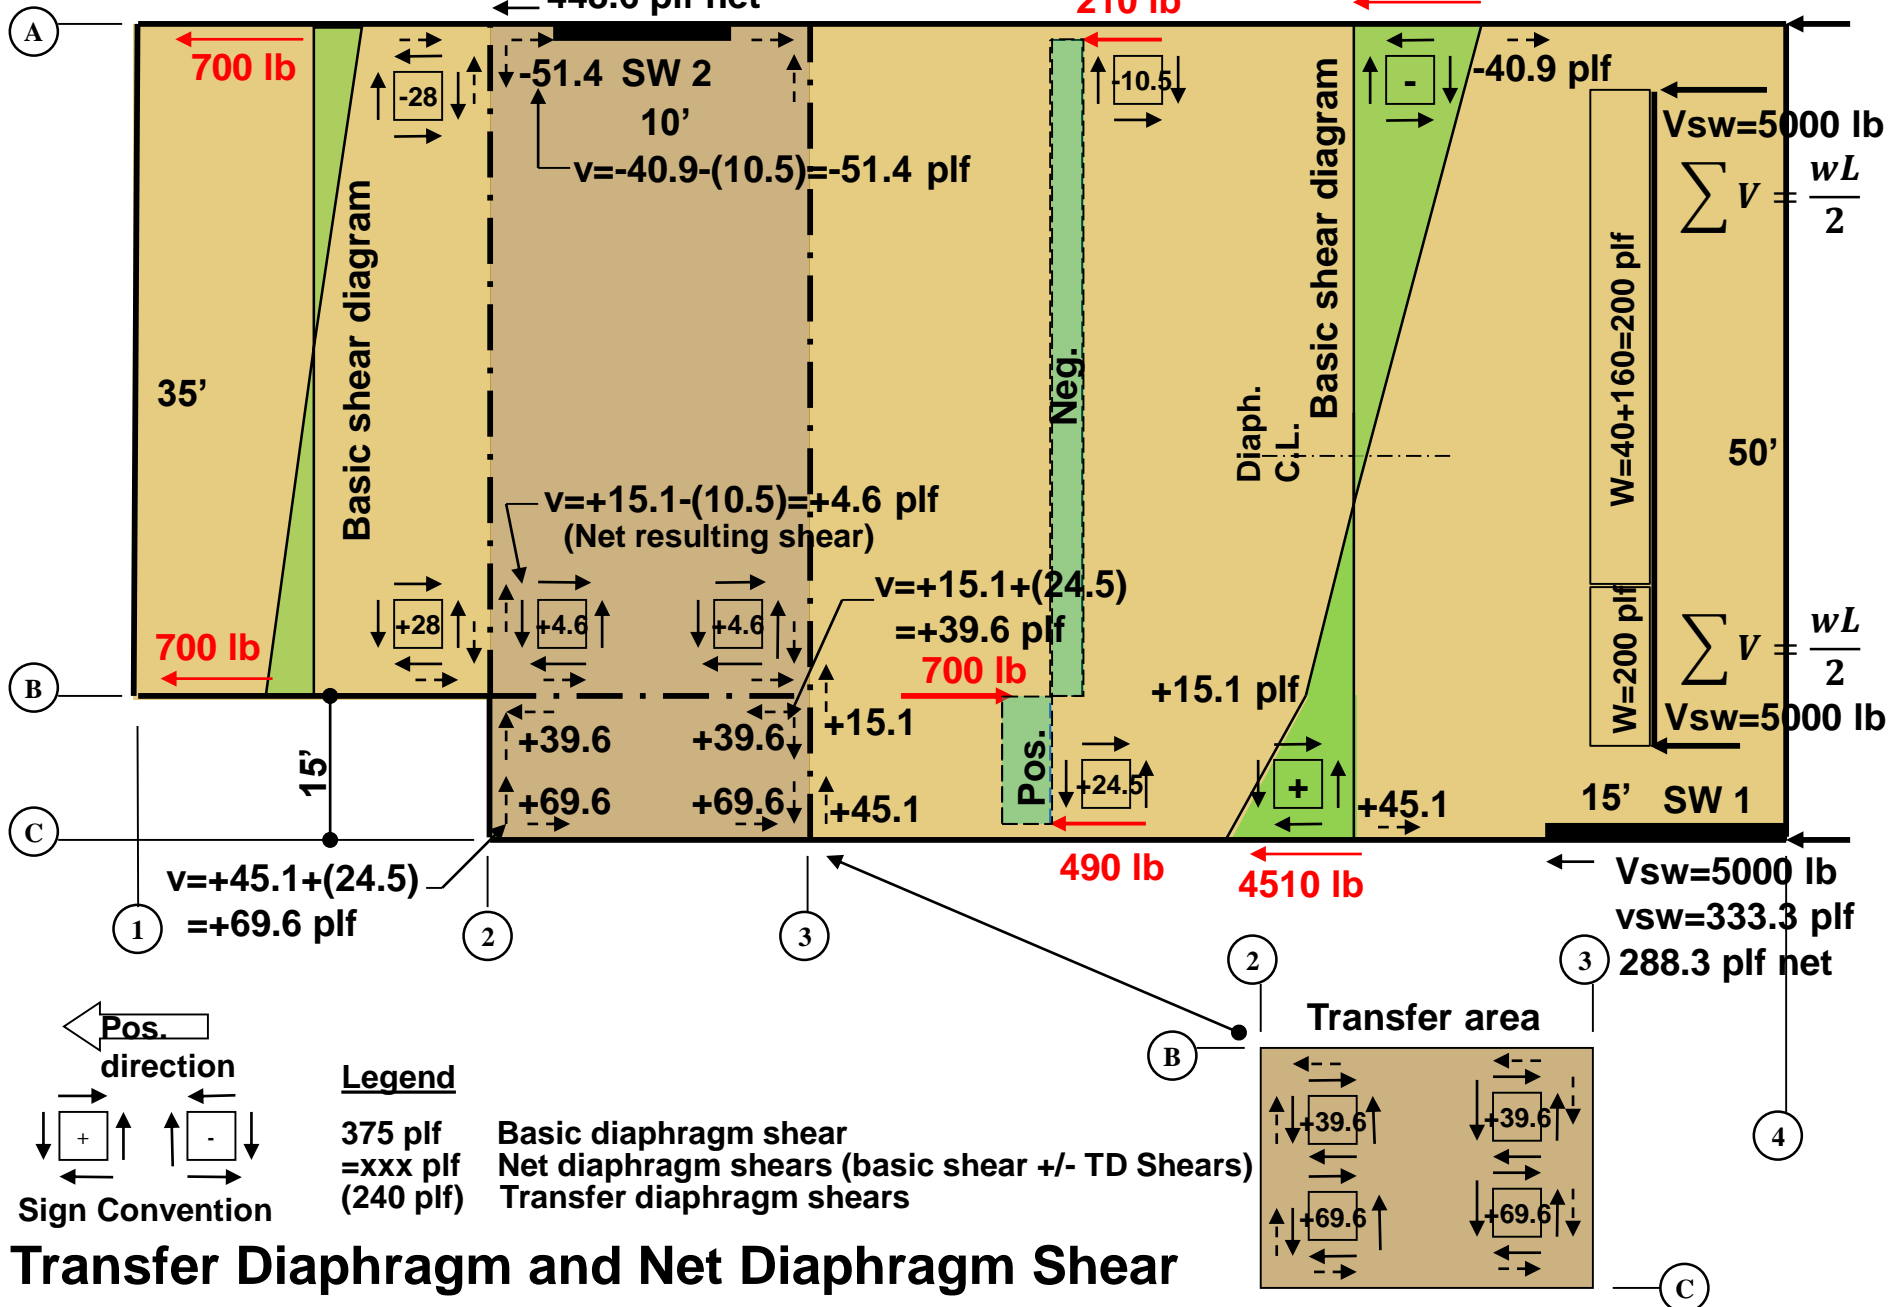 448.6 plf net
210 lb
A
700 lb
-28
-51.4 SW 2
10’
v=-40.9-(10.5)=-51.4 plf
-10.5
-
-40.9 plf
Vsw=5000 lb
∑ V = wL/2
Basic shear diagram
Basic shear diagram
35’
Neg.
Diaph.
C.L.
W=40+160=200 plf
50’
v=+15.1-(10.5)=+4.6 plf
(Net resulting shear)
v=+15.1+(24.5)
=+39.6 plf
+28
+4.6
+4.6
700 lb
700 lb
B
+15.1 plf
W=200 plf
∑ V = wL/2
Vsw=5000 lb
15’
+39.6
+39.6
+15.1
Pos.
+24.5
+
+69.6
+69.6
+45.1
+45.1
15’ SW 1
C
v=+45.1+(24.5)
=+69.6 plf
490 lb
4510 lb
Vsw=5000 lb
vsw=333.3 plf
288.3 plf net
1
2
3
2
3
4
Transfer area
B
+39.6
+39.6
+69.6
+69.6
C
Pos.
direction
+
-
Sign Convention
Legend
375 plf Basic diaphragm shear
=xxx plf Net diaphragm shears (basic shear +/- TD Shears)
(240 plf) Transfer diaphragm shears
Transfer Diaphragm and Net Diaphragm Shear